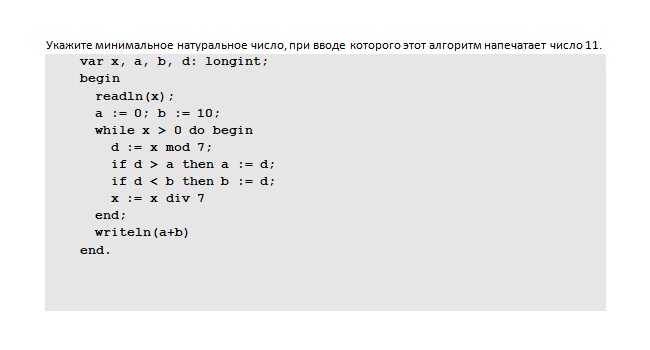 Укажите минимальное натуральное число, при вводе которого этот алгоритм напечатает число 11.
var x, a, b, d: longint;
begin
readln(x);
a := 0; b := 10;
while x > 0 do begin
d := x mod 7;
if d > a then a := d;
if d < b then b := d;
x := x div 7
end;
writeln(a+b)
end.